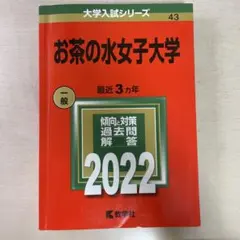 大学入試シリーズ
43
お茶の水女子大学
一般
最近3カ年
傾向と対策
過去問
解答
2022
教学社